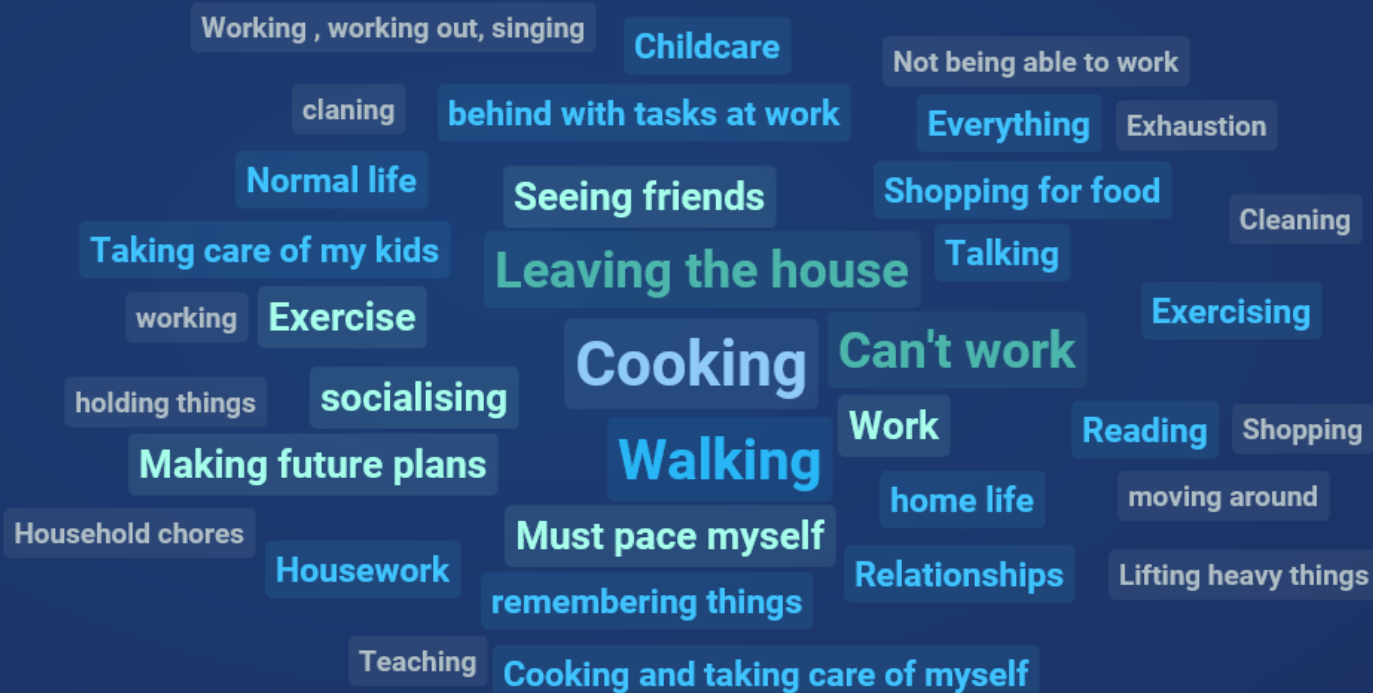 Working , working out, singing
Childcare
Not being able to work
claning
behind with tasks at work
Everything
Exhaustion
Normal life
Seeing friends
Shopping for food
Cleaning
Taking care of my kids
Leaving the house
Talking
working
Exercise
Exercising
Cooking
Can't work
holding things
socialising
Work
Reading
Shopping
Making future plans
Walking
home life
moving around
Household chores
Must pace myself
Housework
Relationships
Lifting heavy things
remembering things
Teaching
Cooking and taking care of myself